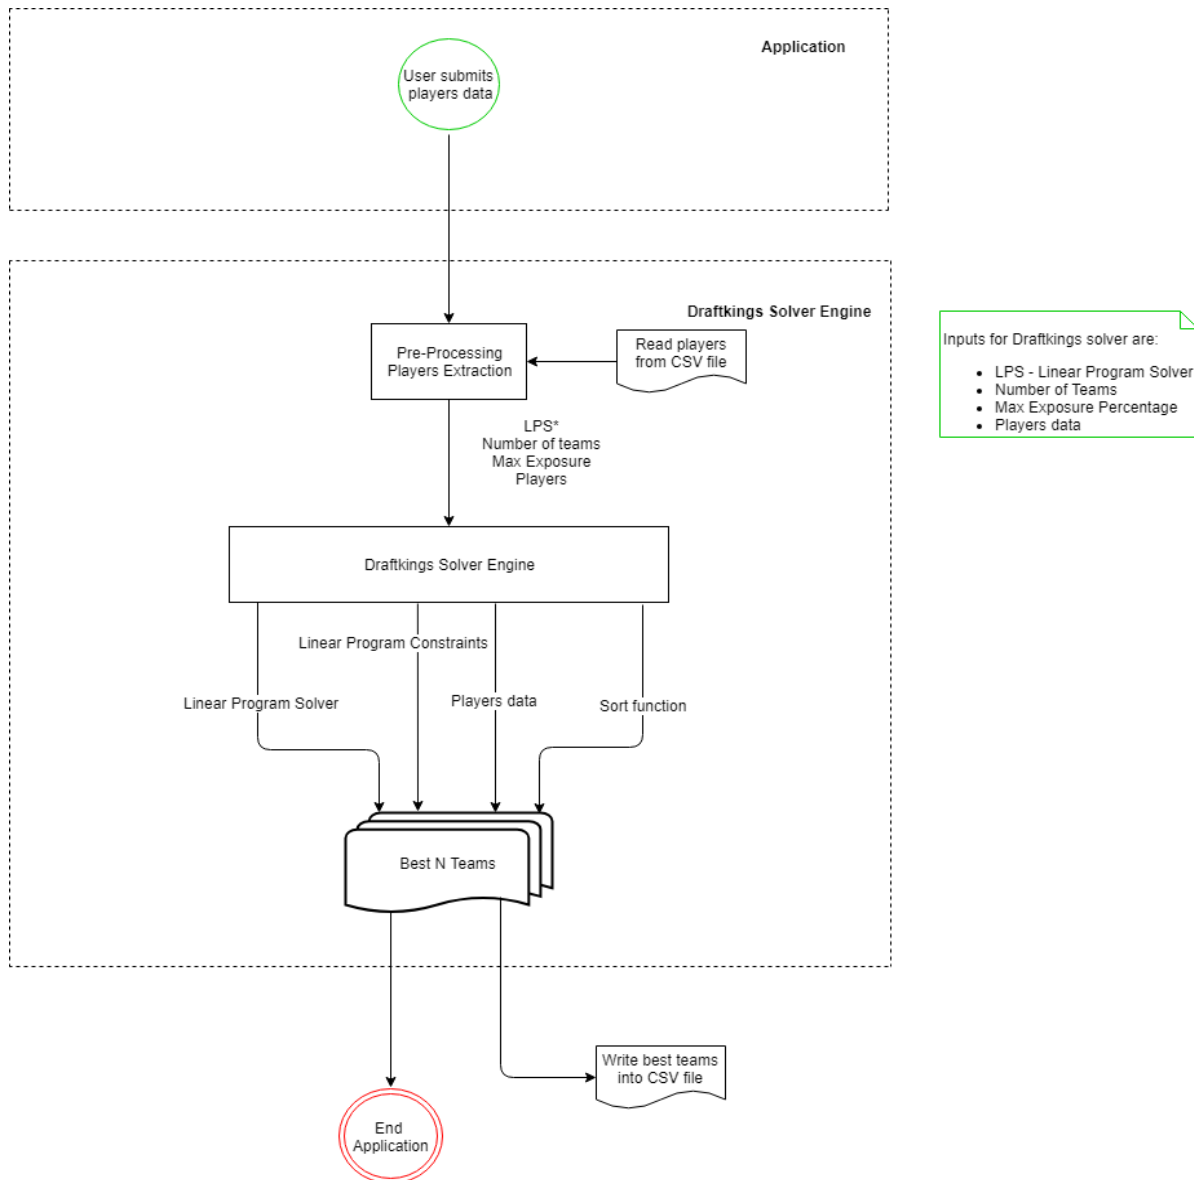 Application
User submits
players data
Draftkings Solver Engine
Pre-Processing
Players Extraction
Read players
from CSV file
Inputs for Draftkings solver are:
• LPS - Linear Program Solver
• Number of Teams
• Max Exposure Percentage
• Players data
LPS*
Number of teams
Max Exposure
Players
Draftkings Solver Engine
Linear Program Constraints
Linear Program Solver
Players data
Sort function
Best N Teams
Write best teams
into CSV file
End
Application